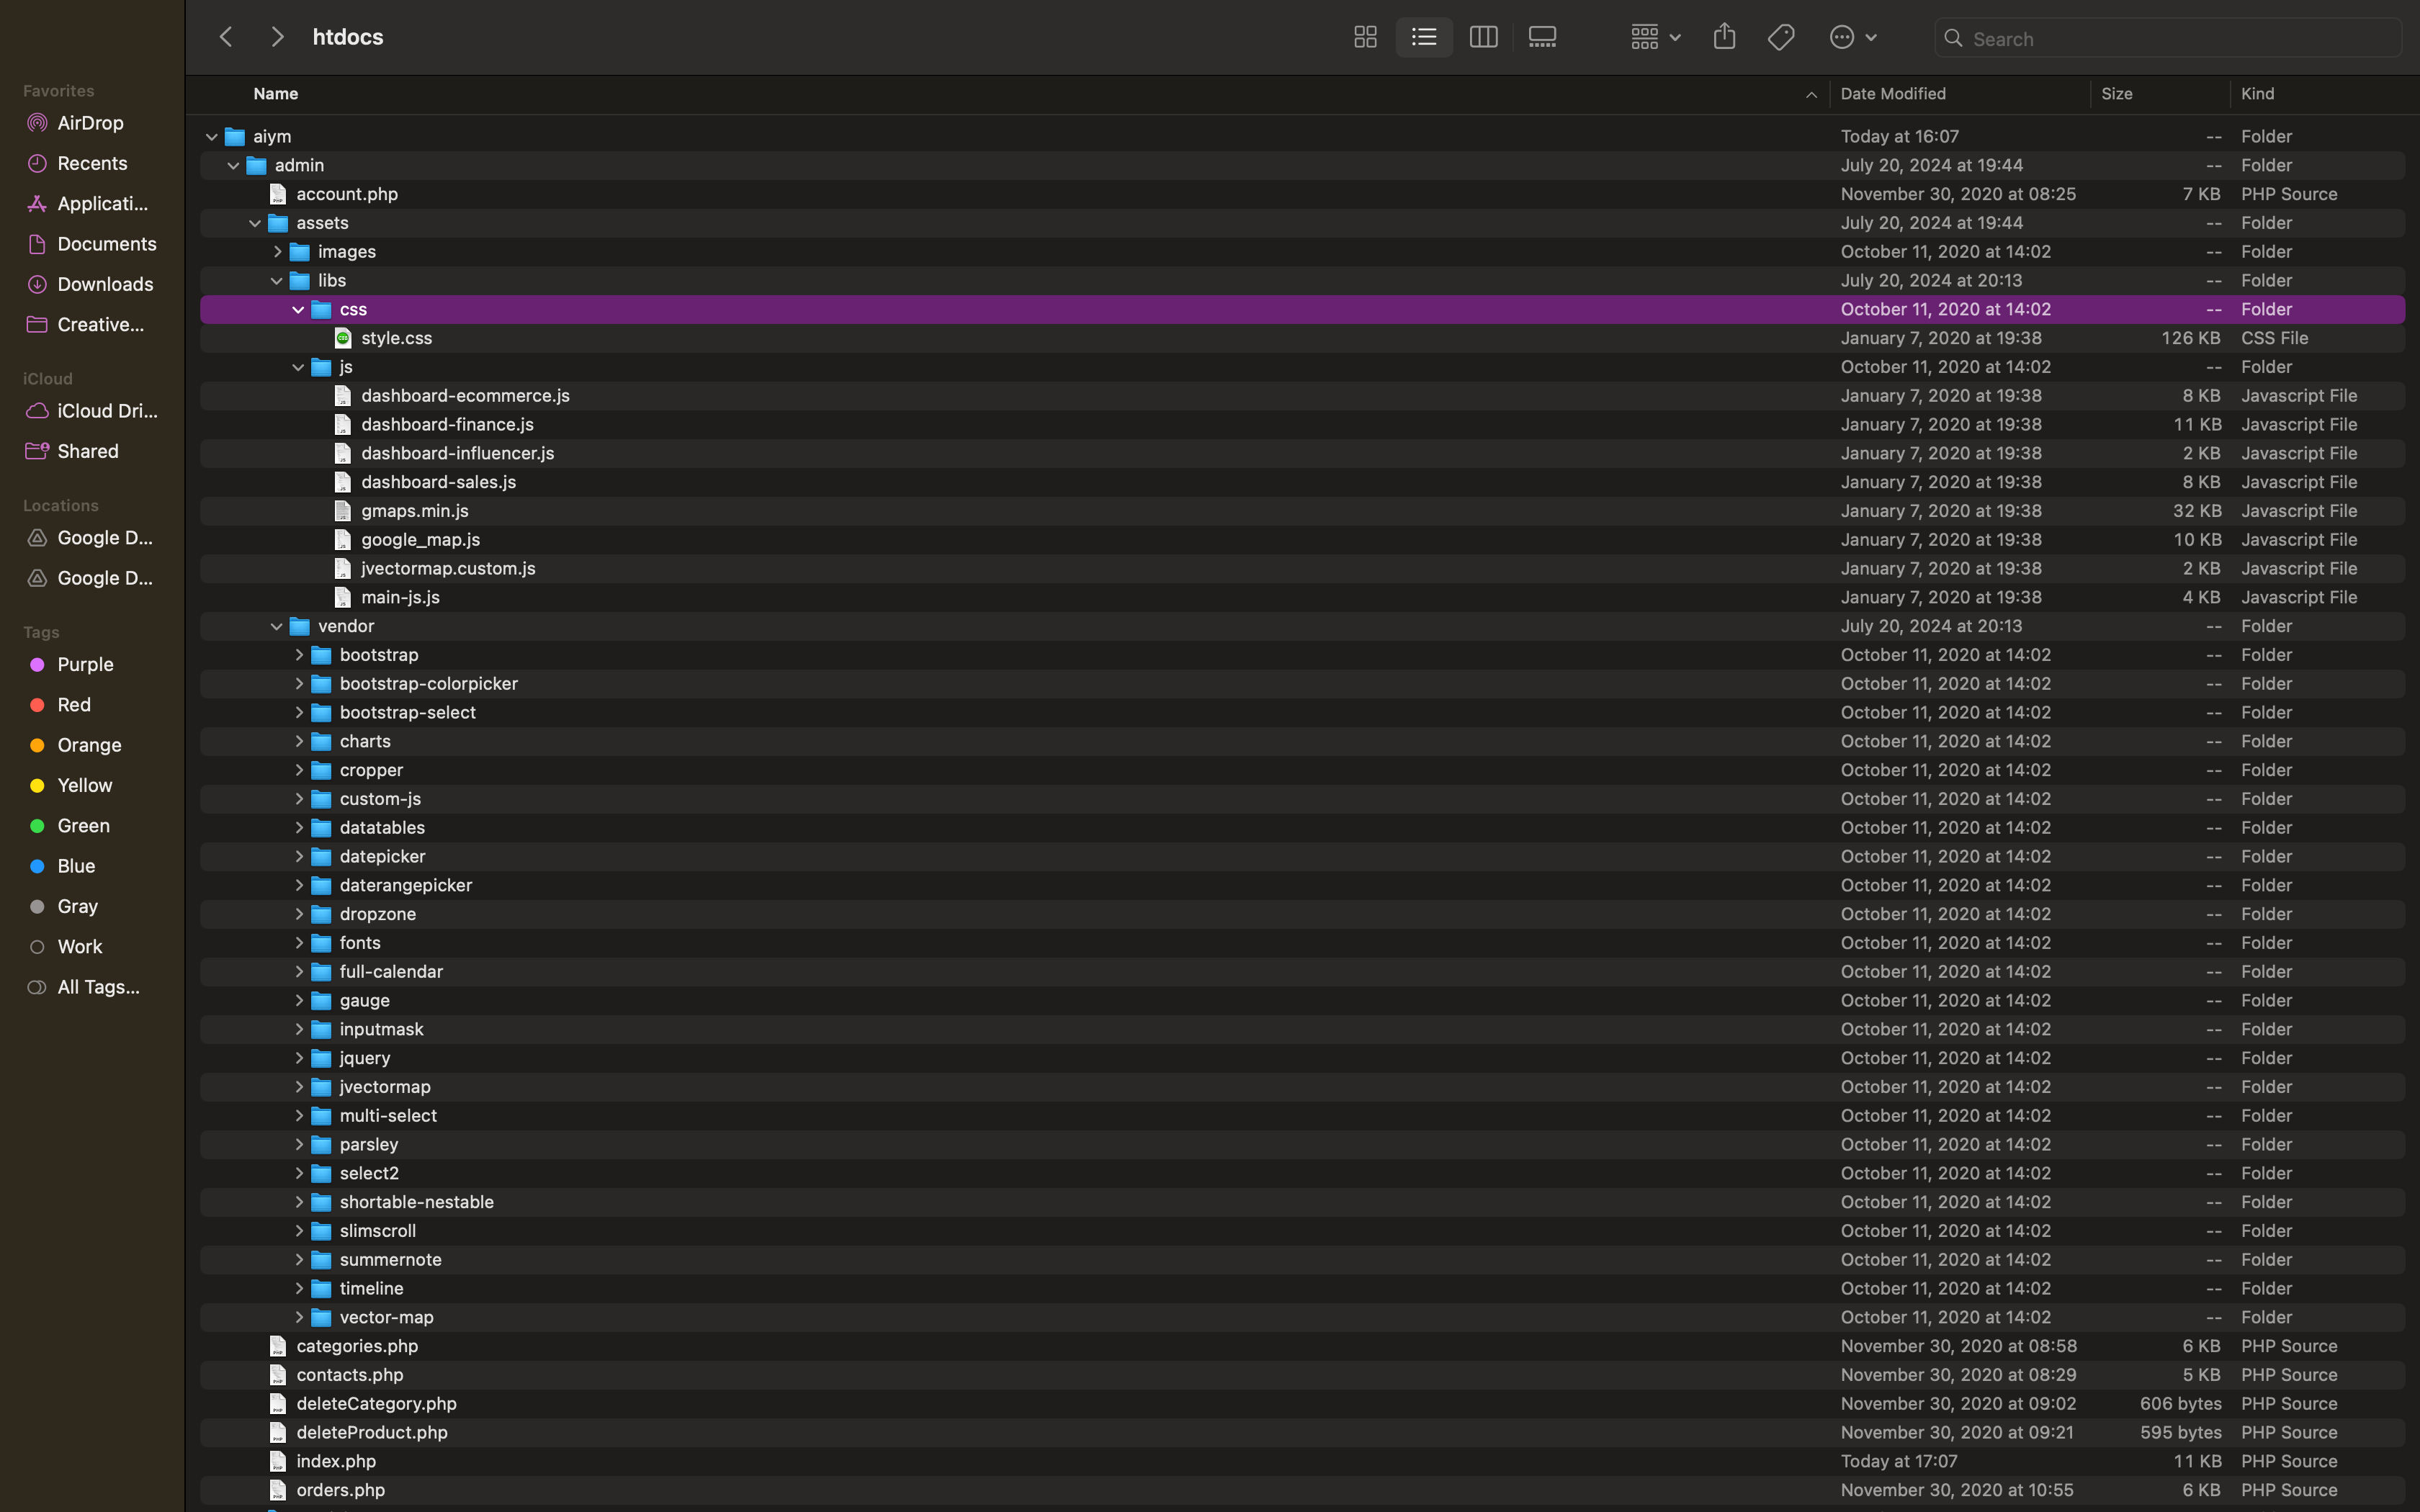 htdocs
Search
Favorites
AirDrop
Recents
Applicati...
Documents
Downloads
Creative...
iCloud
iCloud Dri...
Shared
Locations
Google D...
Google D...
Tags
Purple
Red
Orange
Yellow
Green
Blue
Gray
Work
All Tags...
Name Date Modified Size Kind
aiym Today at 16:07 -- Folder
admin July 20, 2024 at 19:44 -- Folder
account.php November 30, 2020 at 08:25 7 KB PHP Source
assets July 20, 2024 at 19:44 -- Folder
images October 11, 2020 at 14:02 -- Folder
libs July 20, 2024 at 20:13 -- Folder
css October 11, 2020 at 14:02 -- Folder
style.css January 7, 2020 at 19:38 126 KB CSS File
js October 11, 2020 at 14:02 -- Folder
dashboard-ecommerce.js January 7, 2020 at 19:38 8 KB Javascript File
dashboard-finance.js January 7, 2020 at 19:38 11 KB Javascript File
dashboard-influencer.js January 7, 2020 at 19:38 2 KB Javascript File
dashboard-sales.js January 7, 2020 at 19:38 8 KB Javascript File
gmaps.min.js January 7, 2020 at 19:38 32 KB Javascript File
google_map.js January 7, 2020 at 19:38 10 KB Javascript File
jvectormap.custom.js January 7, 2020 at 19:38 2 KB Javascript File
main-js.js January 7, 2020 at 19:38 4 KB Javascript File
vendor July 20, 2024 at 20:13 -- Folder
bootstrap October 11, 2020 at 14:02 -- Folder
bootstrap-colorpicker October 11, 2020 at 14:02 -- Folder
bootstrap-select October 11, 2020 at 14:02 -- Folder
charts October 11, 2020 at 14:02 -- Folder
cropper October 11, 2020 at 14:02 -- Folder
custom-js October 11, 2020 at 14:02 -- Folder
datatables October 11, 2020 at 14:02 -- Folder
datepicker October 11, 2020 at 14:02 -- Folder
daterangepicker October 11, 2020 at 14:02 -- Folder
dropzone October 11, 2020 at 14:02 -- Folder
fonts October 11, 2020 at 14:02 -- Folder
full-calendar October 11, 2020 at 14:02 -- Folder
gauge October 11, 2020 at 14:02 -- Folder
inputmask October 11, 2020 at 14:02 -- Folder
jquery October 11, 2020 at 14:02 -- Folder
jvectormap October 11, 2020 at 14:02 -- Folder
multi-select October 11, 2020 at 14:02 -- Folder
parsley October 11, 2020 at 14:02 -- Folder
select2 October 11, 2020 at 14:02 -- Folder
shortable-nestable October 11, 2020 at 14:02 -- Folder
slimscroll October 11, 2020 at 14:02 -- Folder
summernote October 11, 2020 at 14:02 -- Folder
timeline October 11, 2020 at 14:02 -- Folder
vector-map October 11, 2020 at 14:02 -- Folder
categories.php November 30, 2020 at 08:58 6 KB PHP Source
contacts.php November 30, 2020 at 08:29 5 KB PHP Source
deleteCategory.php November 30, 2020 at 09:02 606 bytes PHP Source
deleteProduct.php November 30, 2020 at 09:21 595 bytes PHP Source
index.php Today at 17:07 11 KB PHP Source
orders.php November 30, 2020 at 10:55 6 KB PHP Source